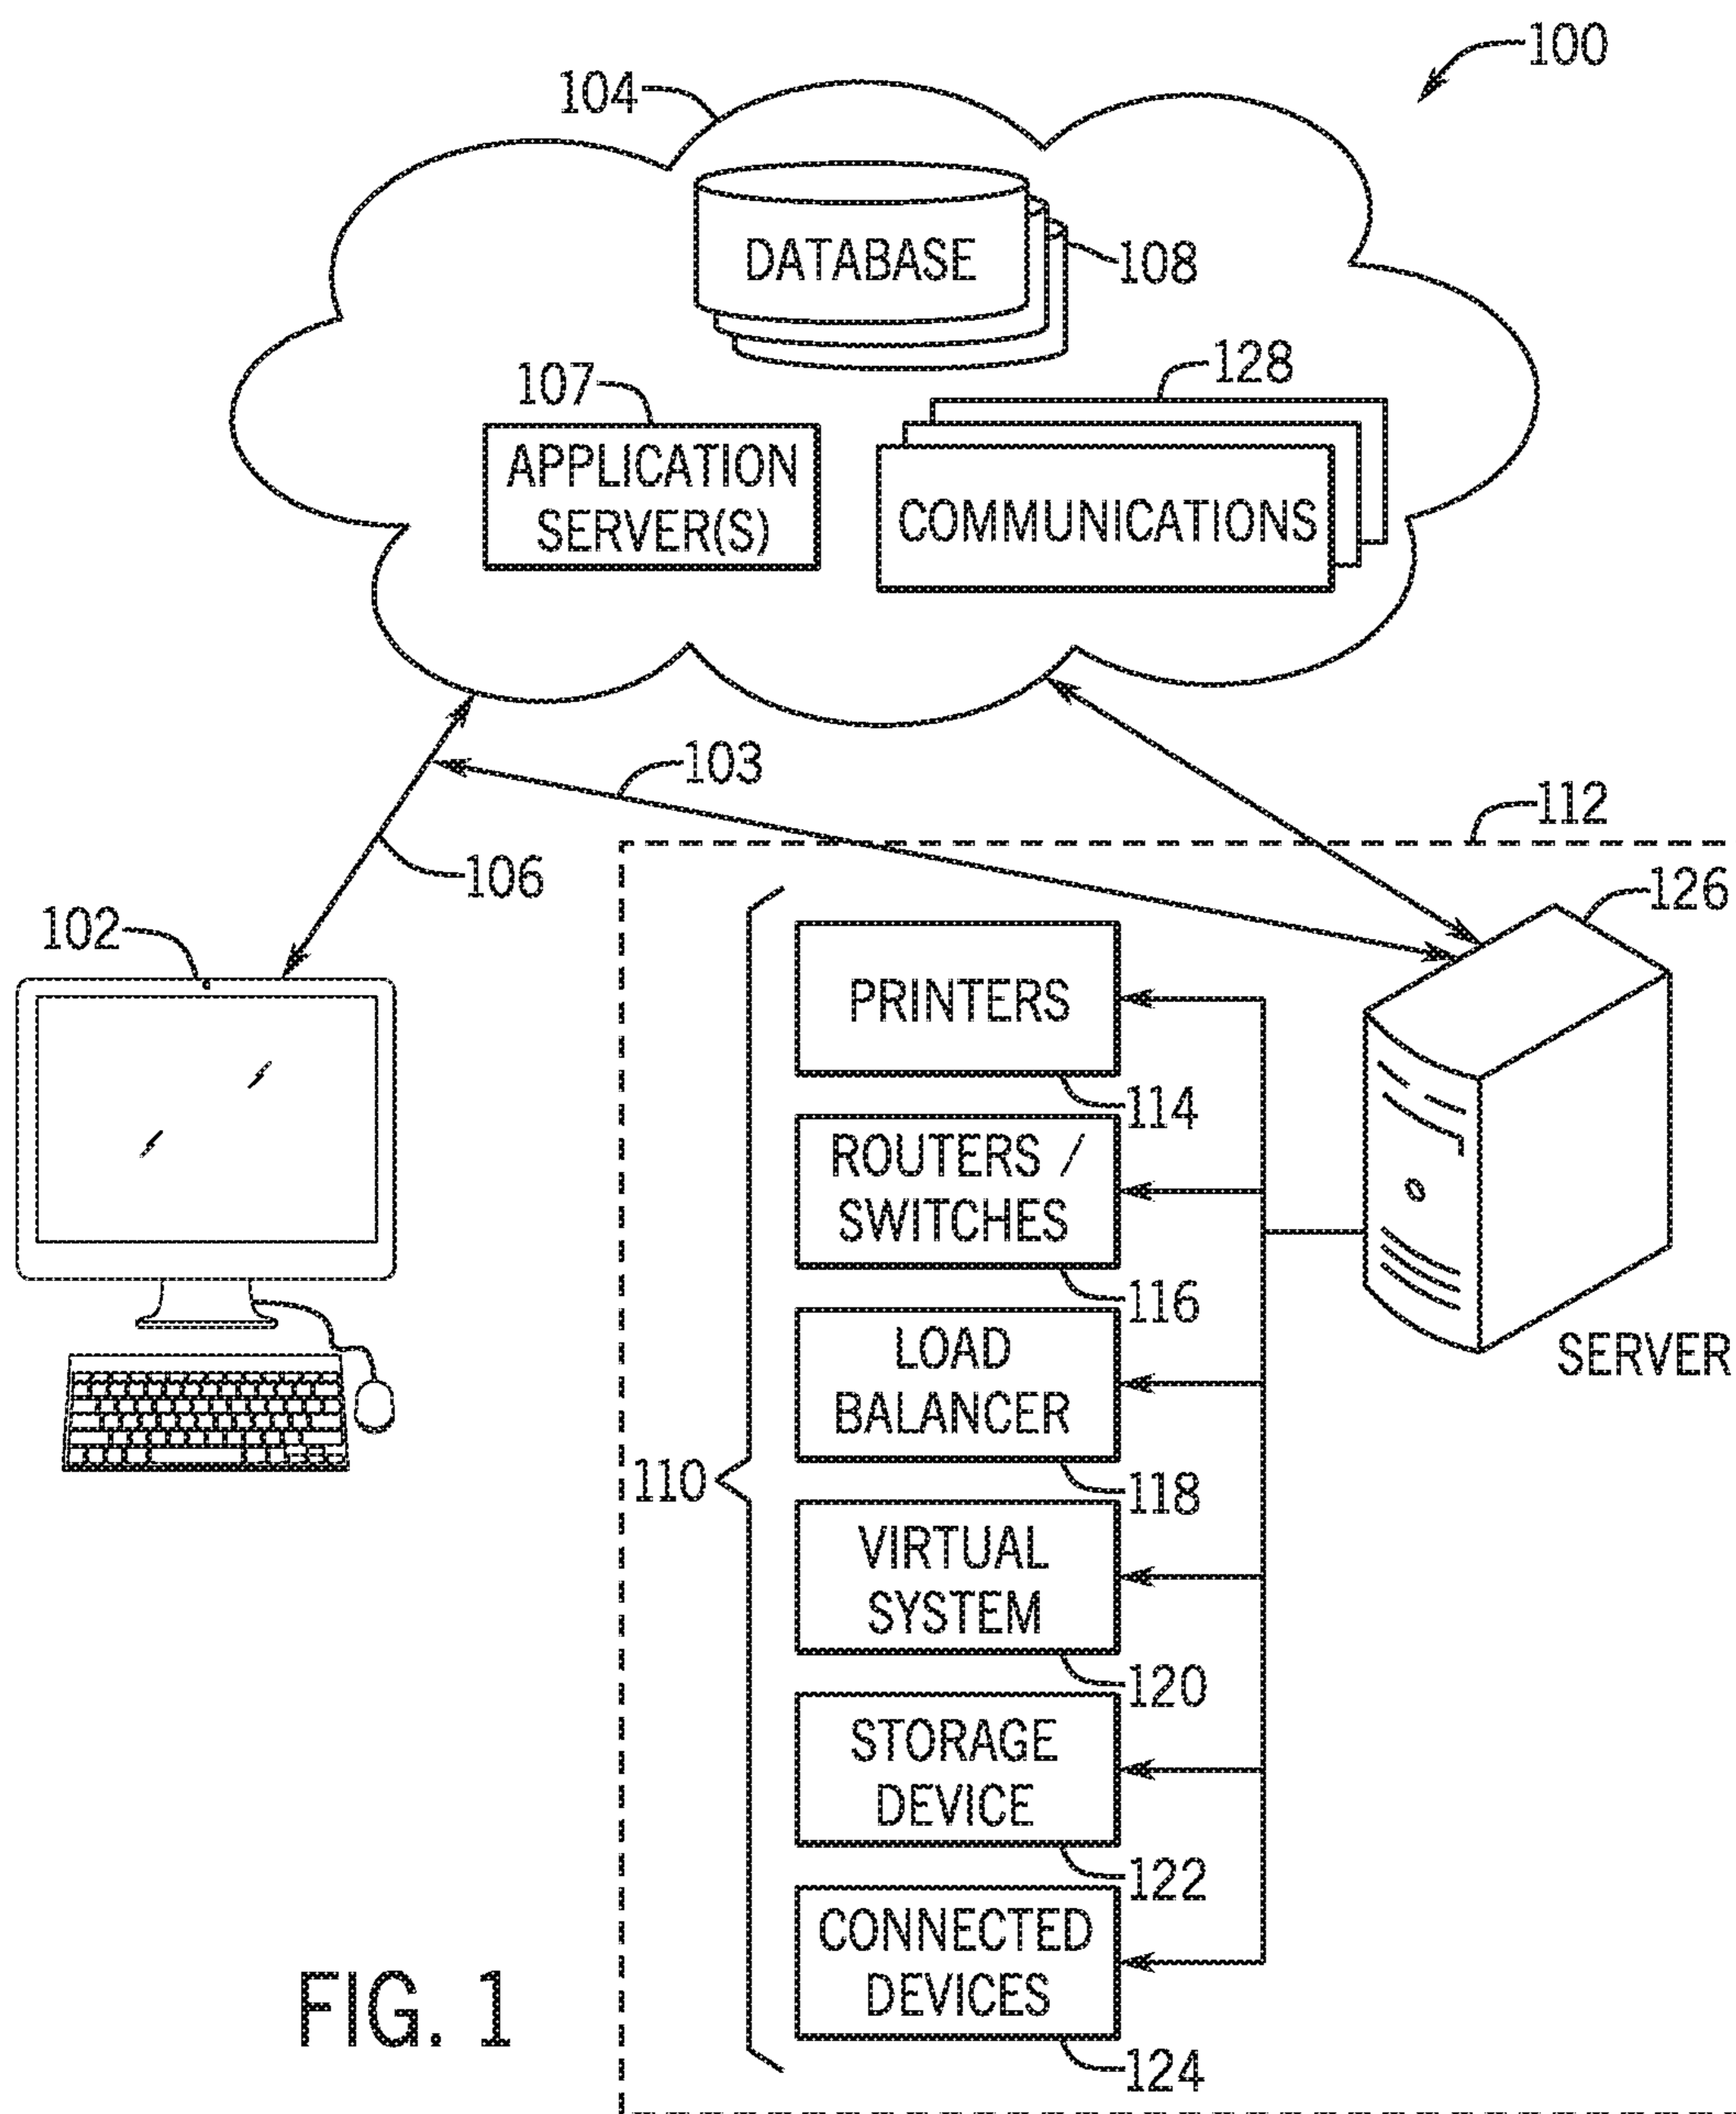 100
104
DATABASE
108
107
128
APPLICATION
SERVER(S)
COMMUNICATIONS
103
112
106
126
102
PRINTERS
114
ROUTERS /
SWITCHES
116
LOAD
BALANCER
SERVER
110
118
VIRTUAL
SYSTEM
120
STORAGE
DEVICE
122
CONNECTED
DEVICES
124
FIG. 1